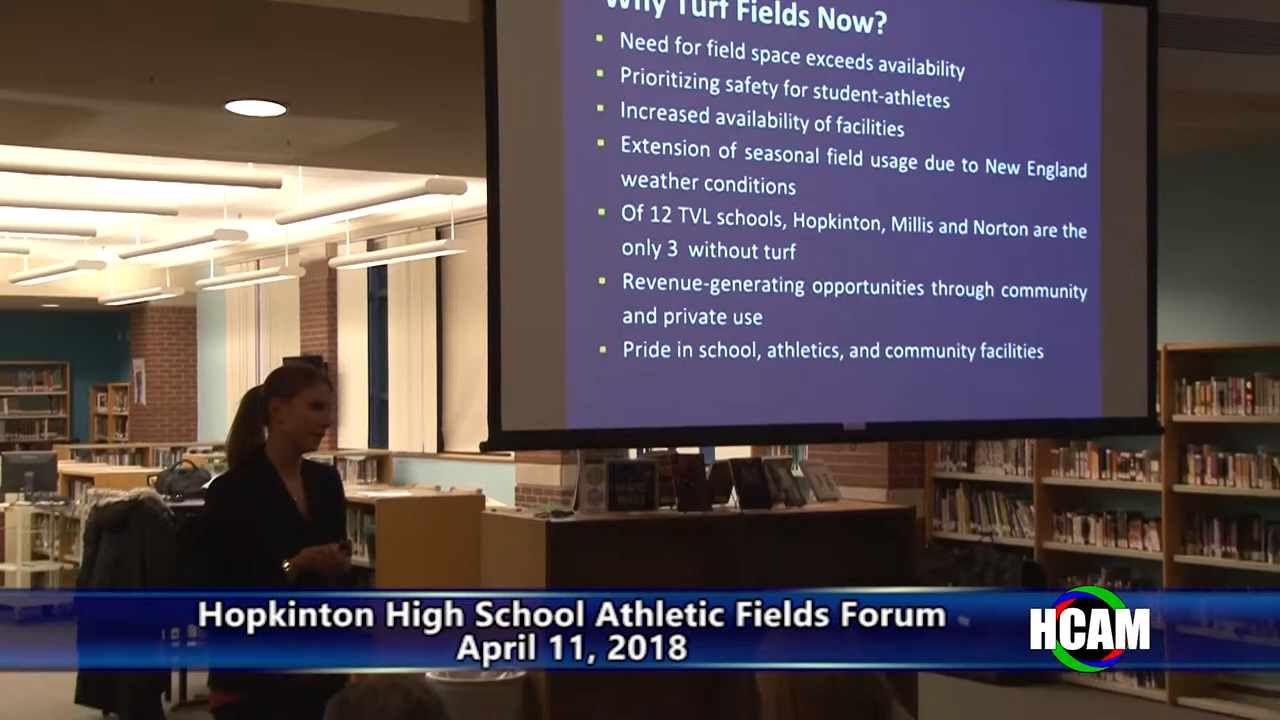 Why Turf Fields Now?
Need for field space exceeds availability
Prioritizing safety for student-athletes
Increased availability of facilities
Extension of seasonal field usage due to New England
weather conditions
Of 12 TVL schools, Hopkinton, Millis and Norton are the
only 3 without turf
Revenue-generating opportunities through community
and private use
Pride in school, athletics, and community facilities
Hopkinton High School Athletic Fields Forum
April 11, 2018
HCAM